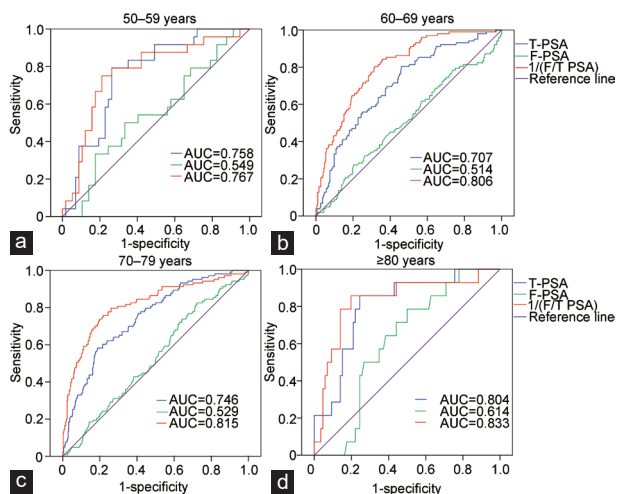 50–59 years
1.0
0.8
0.6
0.4
0.2
0
Sensitivity
AUC=0.758
AUC=0.549
AUC=0.767
0 0.2 0.4 0.6 0.8 1.0
1-specificity
a
60–69 years
1.0
0.8
0.6
0.4
0.2
0
Sensitivity
AUC=0.707
AUC=0.514
AUC=0.806
0 0.2 0.4 0.6 0.8 1.0
1-specificity
b
T-PSA
F-PSA
1/(F/T PSA)
Reference line
70–79 years
1.0
0.8
0.6
0.4
0.2
0
Sensitivity
AUC=0.746
AUC=0.529
AUC=0.815
0 0.2 0.4 0.6 0.8 1.0
1-specificity
c
≥80 years
1.0
0.8
0.6
0.4
0.2
0
Sensitivity
AUC=0.804
AUC=0.614
AUC=0.833
0 0.2 0.4 0.6 0.8 1.0
1-specificity
d
T-PSA
F-PSA
1/(F/T PSA)
Reference line